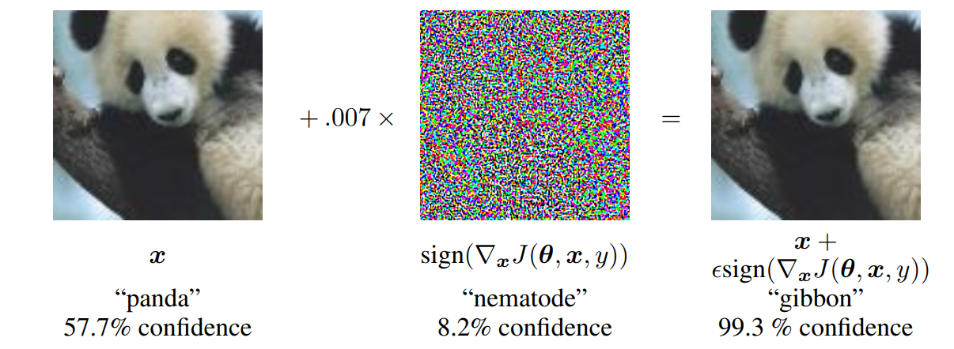 + .007 ×
=
x
sign(∇ₓJ(θ, x, y))
x +
ϵsign(∇ₓJ(θ, x, y))
“panda”
“nematode”
“gibbon”
57.7% confidence
8.2% confidence
99.3 % confidence